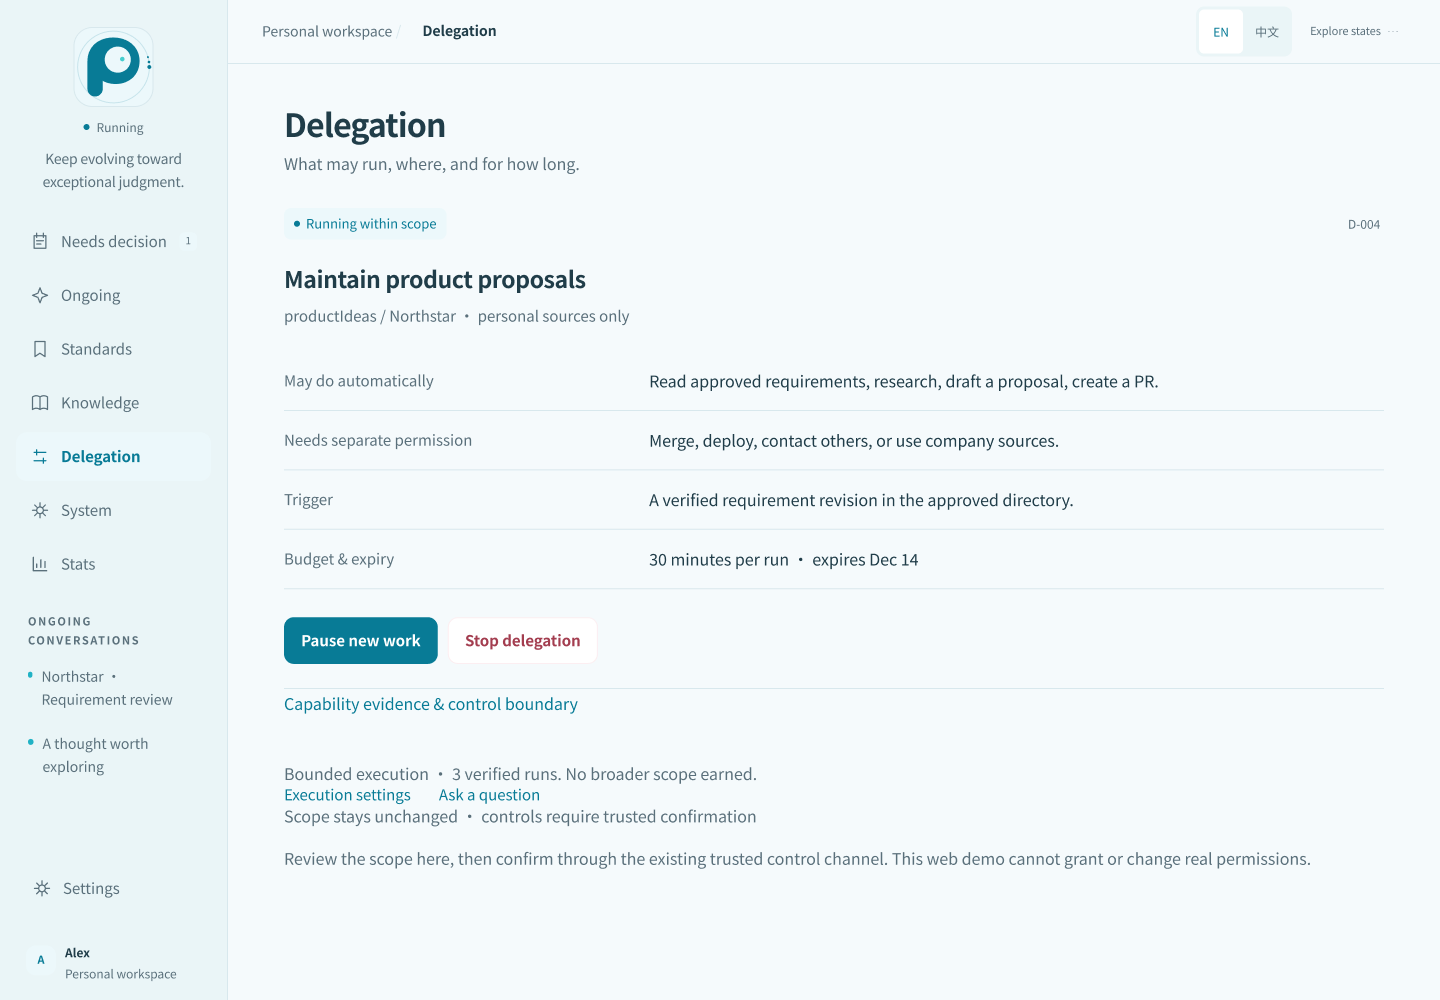 Running
Keep evolving toward
exceptional judgment.
Needs decision 1
Ongoing
Standards
Knowledge
Delegation
System
Stats
ONGOING
CONVERSATIONS
Northstar •
Requirement review
A thought worth
exploring
Settings
A
Alex
Personal workspace
Personal workspace / Delegation
EN 中文 Explore states ···
Delegation
What may run, where, and for how long.
Running within scope
D-004
Maintain product proposals
productIdeas / Northstar • personal sources only
May do automatically Read approved requirements, research, draft a proposal, create a PR.
Needs separate permission Merge, deploy, contact others, or use company sources.
Trigger A verified requirement revision in the approved directory.
Budget & expiry 30 minutes per run • expires Dec 14
Pause new work Stop delegation
Capability evidence & control boundary
Bounded execution • 3 verified runs. No broader scope earned.
Execution settings Ask a question
Scope stays unchanged • controls require trusted confirmation
Review the scope here, then confirm through the existing trusted control channel. This web demo cannot grant or change real permissions.